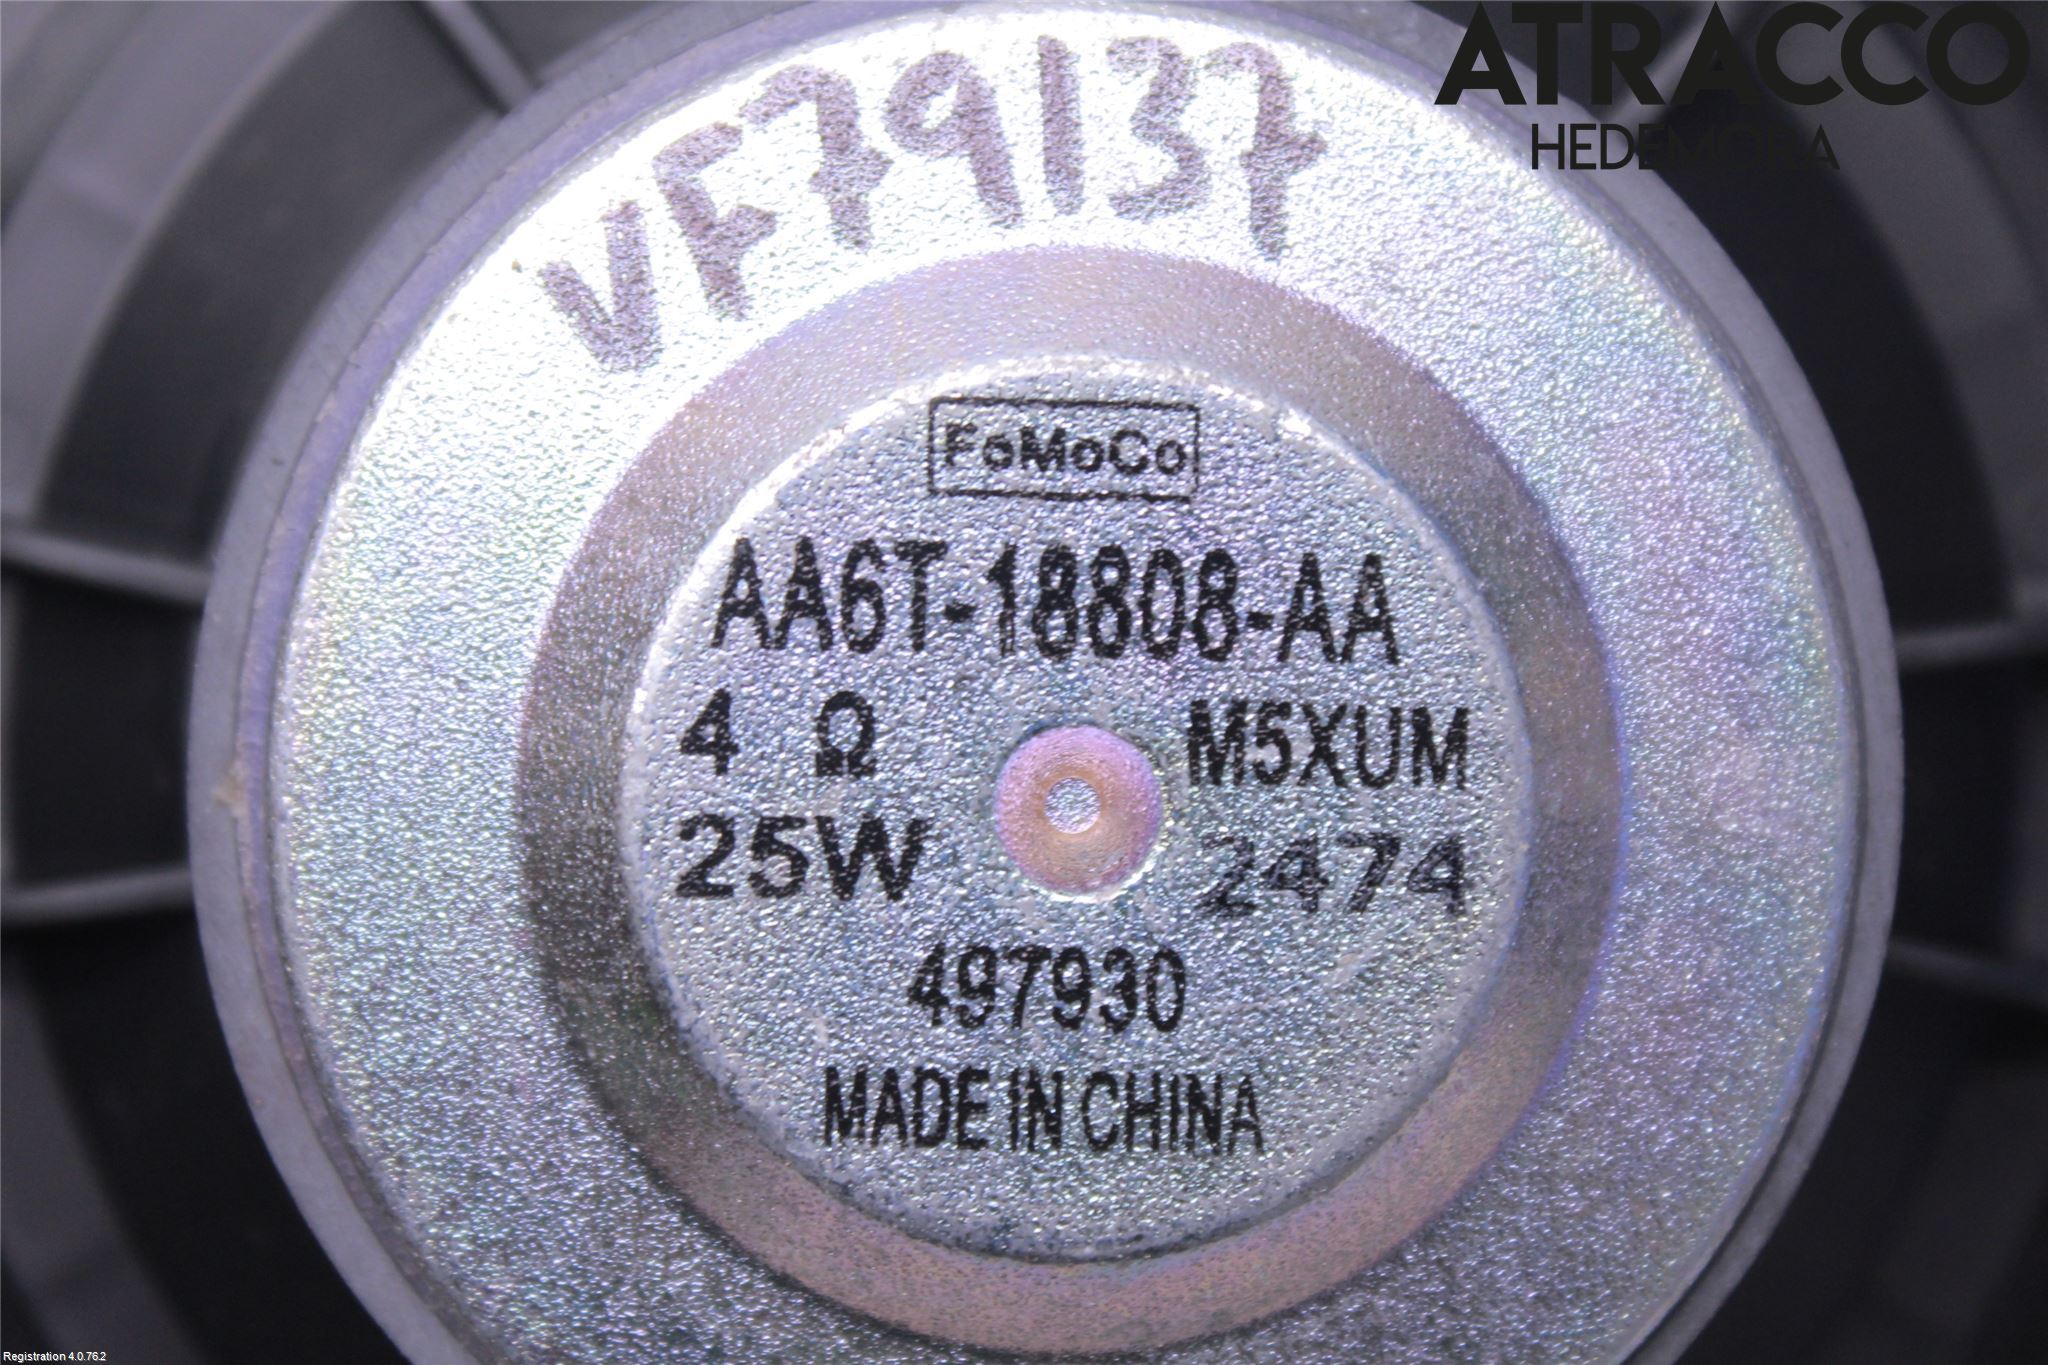 ATRACCO
HEDEMORA
VF79137
FoMoCo
AA6T-18808-AA
4 Ω M5XUM
25W 2474
497930
MADE IN CHINA
Registration 4.0.76.2